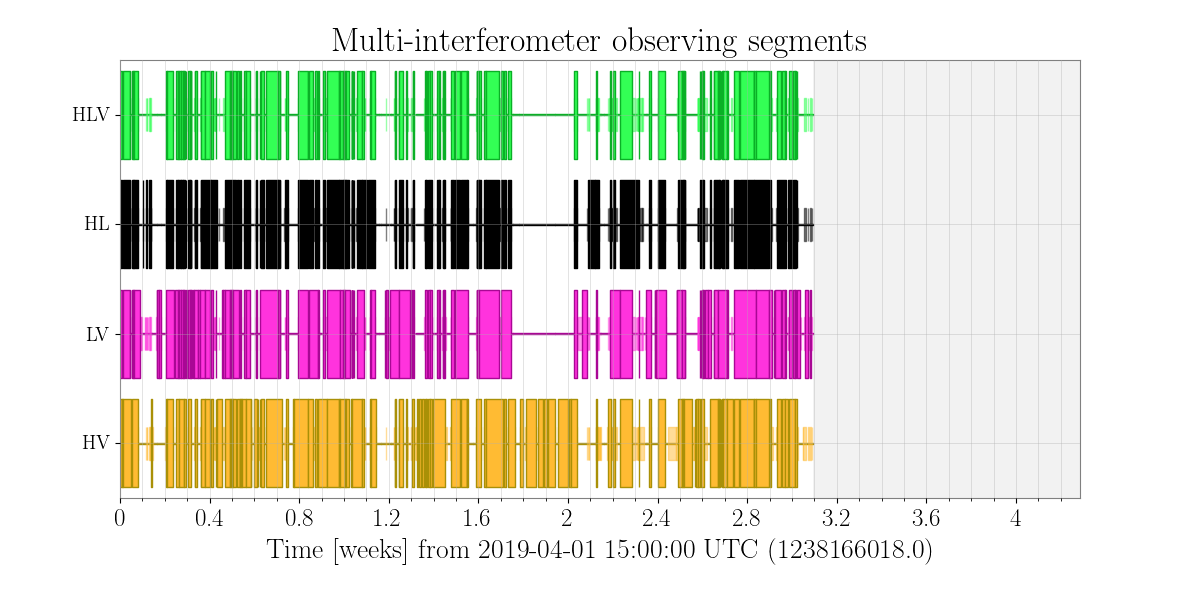 Multi-interferometer observing segments
HLV
HL
LV
HV
0 0.4 0.8 1.2 1.6 2 2.4 2.8 3.2 3.6 4
Time [weeks] from 2019-04-01 15:00:00 UTC (1238166018.0)